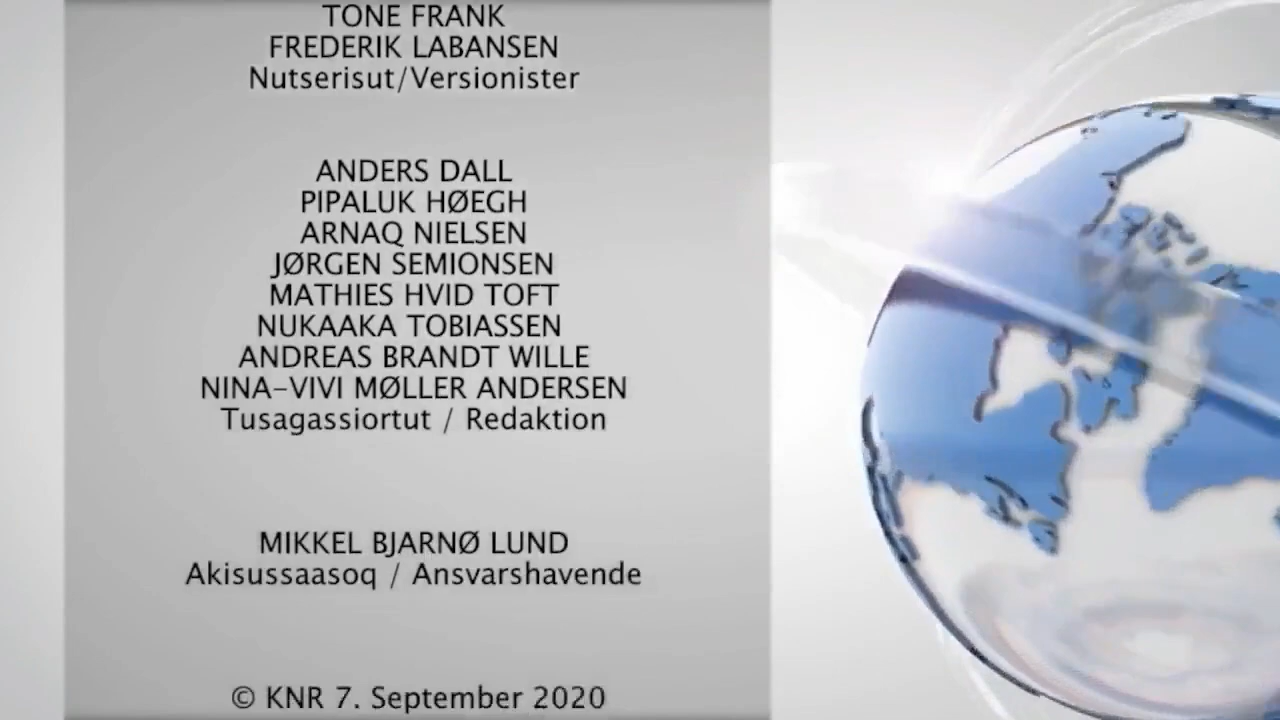 TONE FRANK
FREDERIK LABANSEN
Nutserisut/Versionister
ANDERS DALL
PIPALUK HØEGH
ARNAQ NIELSEN
JØRGEN SEMIONSEN
MATHIES HVID TOFT
NUKAAKA TOBIASSEN
ANDREAS BRANDT WILLE
NINA-VIVI MØLLER ANDERSEN
Tusagassiortut / Redaktion
MIKKEL BJARNØ LUND
Akisussaasoq / Ansvarshavende
© KNR 7. September 2020